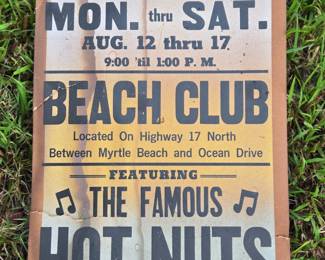 MON. thru SAT.
AUG. 12 thru 17
9:00 'til 1:00 P. M.
BEACH CLUB
Located On Highway 17 North
Between Myrtle Beach and Ocean Drive
FEATURING
THE FAMOUS
HOT NUTS